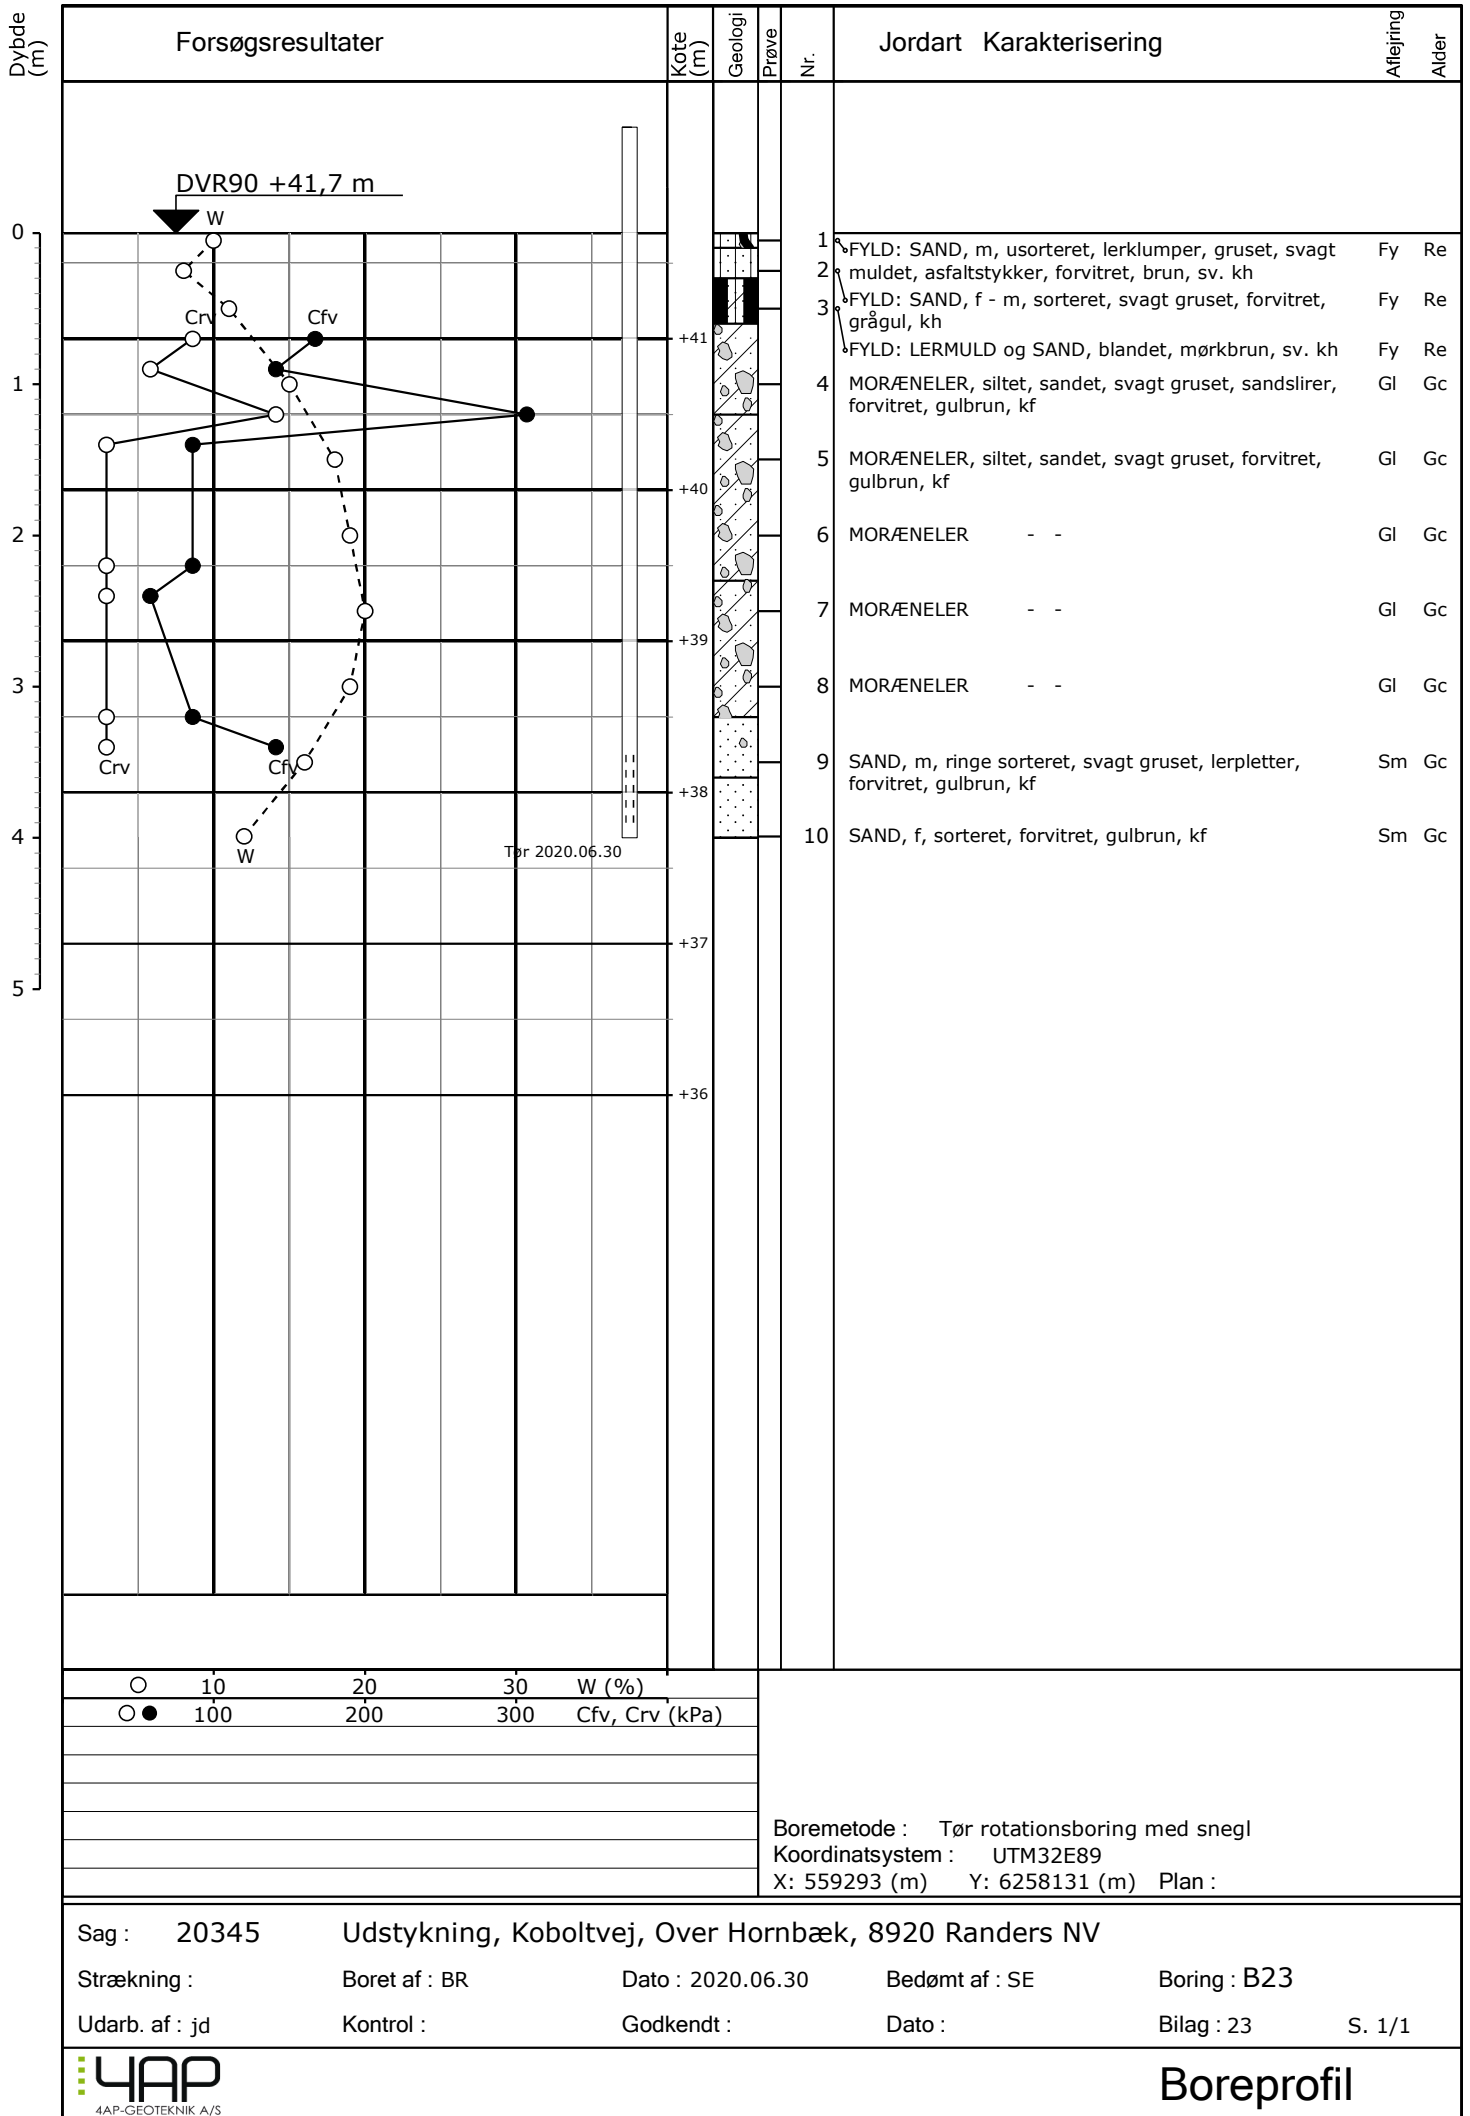 Dybde (m)
Forsøgsresultater
Kote (m)
Geologi
Prøve
Nr.
Jordart Karakterisering
Aflejring
Alder
DVR90 +41,7 m
W
0
1 FYLD: SAND, m, usorteret, lerklumper, gruset, svagt Fy Re
2 muldet, asfaltstykker, forvitret, brun, sv. kh
FYLD: SAND, f - m, sorteret, svagt gruset, forvitret, Fy Re
3 grågul, kh
Crv Cfv
+41
FYLD: LERMULD og SAND, blandet, mørkbrun, sv. kh Fy Re
1
4 MORÆNELER, siltet, sandet, svagt gruset, sandslirer, Gl Gc
forvitret, gulbrun, kf
5 MORÆNELER, siltet, sandet, svagt gruset, forvitret, Gl Gc
gulbrun, kf
+40
2
6 MORÆNELER - - Gl Gc
7 MORÆNELER - - Gl Gc
+39
3
8 MORÆNELER - - Gl Gc
Crv Cfv
9 SAND, m, ringe sorteret, svagt gruset, lerpletter, Sm Gc
forvitret, gulbrun, kf
+38
4
10 SAND, f, sorteret, forvitret, gulbrun, kf Sm Gc
W
Tør 2020.06.30
+37
5
+36
10 20 30 W (%)
100 200 300 Cfv, Crv (kPa)
Boremetode : Tør rotationsboring med snegl
Koordinatsystem : UTM32E89
X: 559293 (m) Y: 6258131 (m) Plan :
Sag : 20345 Udstykning, Koboltvej, Over Hornbæk, 8920 Randers NV
Strækning : Boret af : BR Dato : 2020.06.30 Bedømt af : SE Boring : B23
Udarb. af : jd Kontrol : Godkendt : Dato : Bilag : 23 S. 1/1
4AP
4AP-GEOTEKNIK A/S
Boreprofil